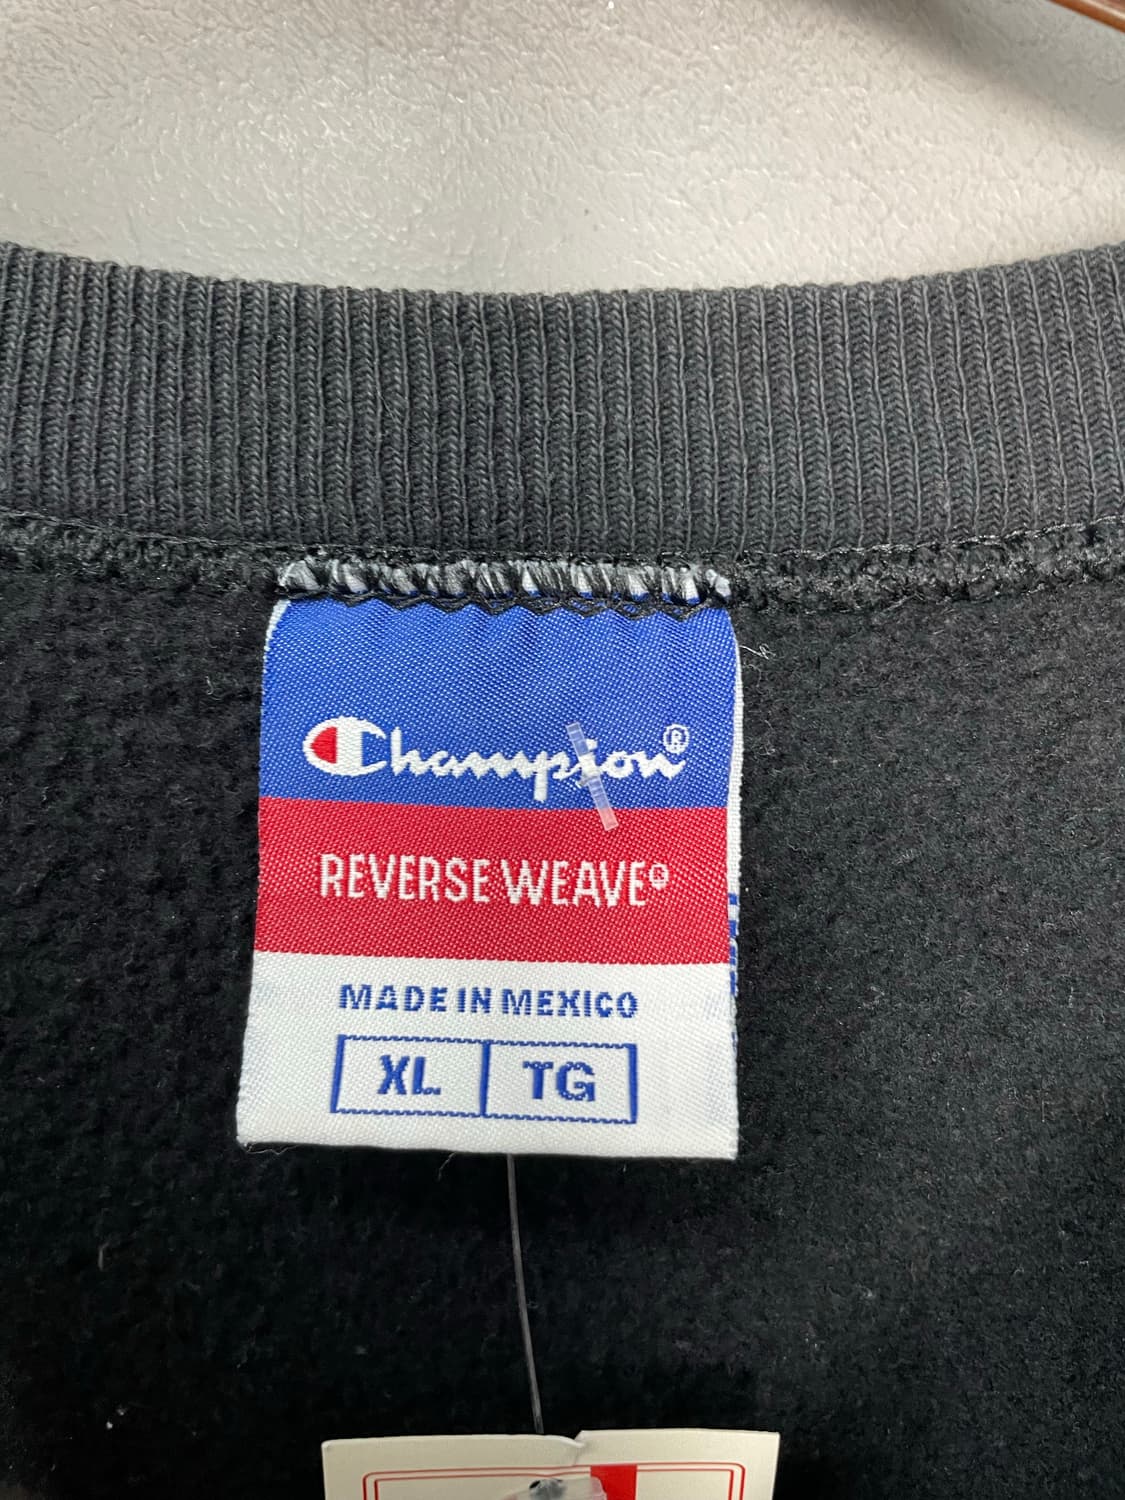 Champion®
REVERSE WEAVE®
MADE IN MEXICO
XL TG